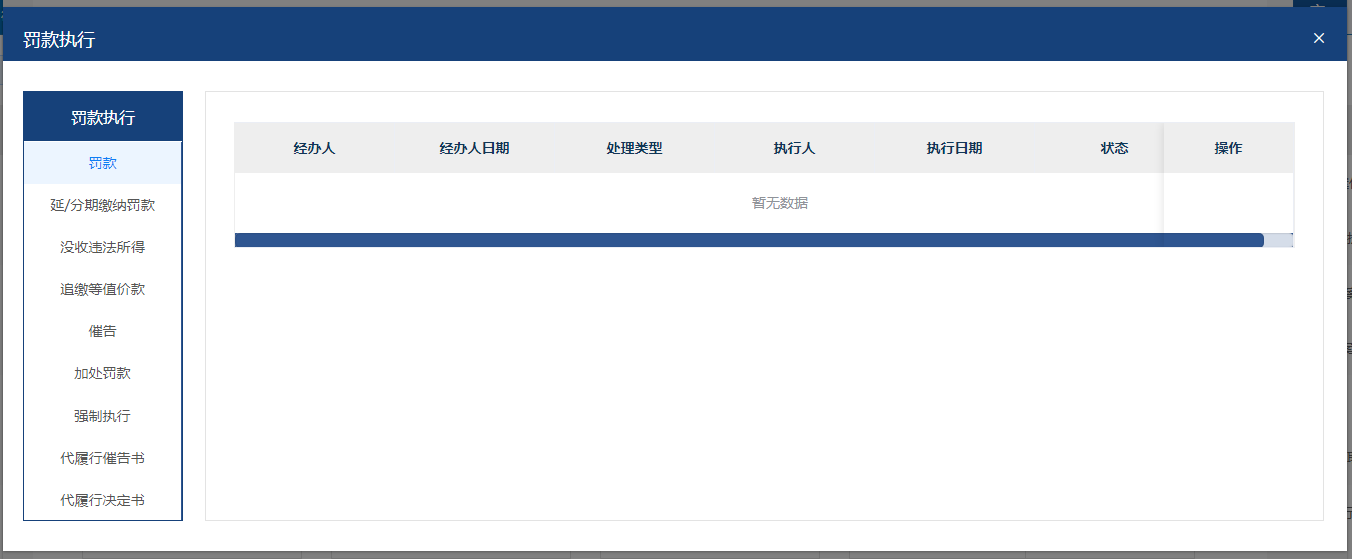 罚款执行
罚款执行
罚款
延/分期缴纳罚款
没收违法所得
追缴等值价款
催告
加处罚款
强制执行
代履行催告书
代履行决定书
经办人 经办人日期 处理类型 执行人 执行日期 状态 操作
暂无数据